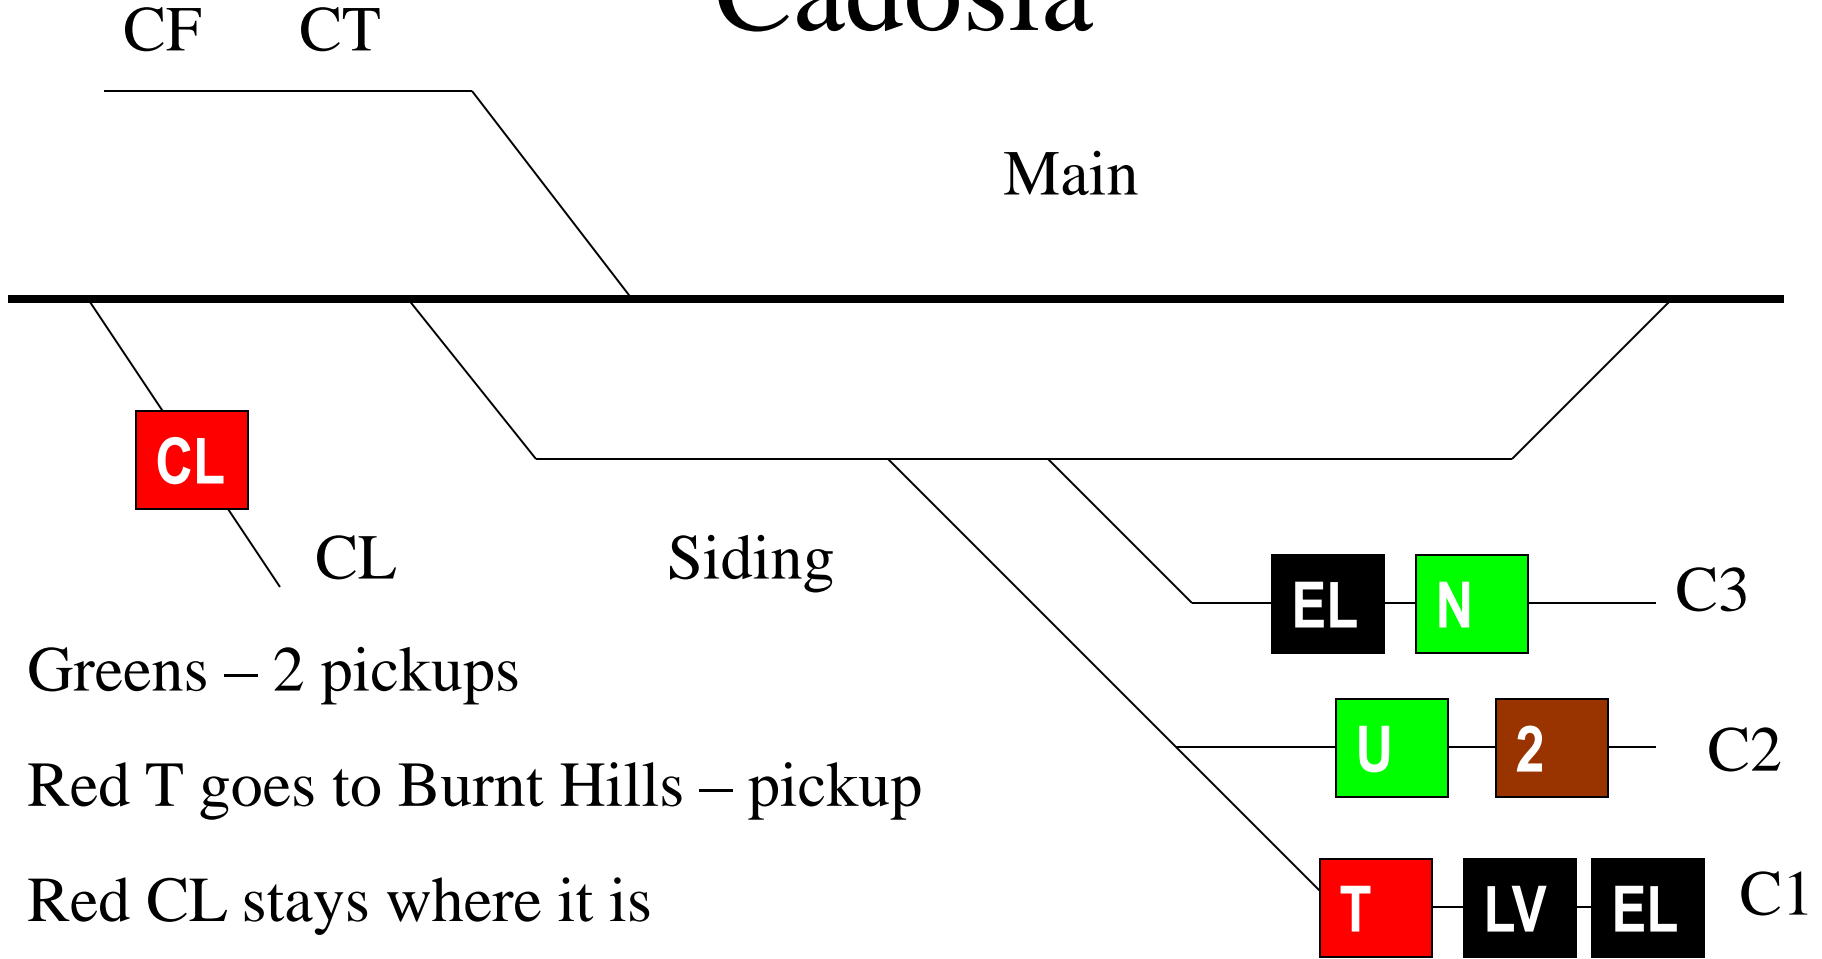 Cadosia
CF CT
Main
CL
CL
Siding
EL N C3
Greens – 2 pickups
U 2 C2
Red T goes to Burnt Hills – pickup
T LV EL C1
Red CL stays where it is